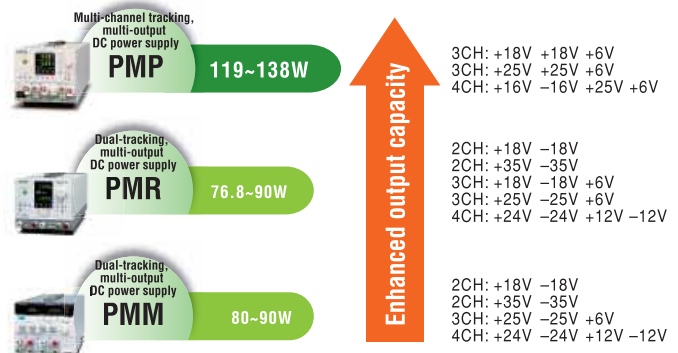 Multi-channel tracking,
multi-output
DC power supply
PMP
119~138W
3CH: +18V +18V +6V
3CH: +25V +25V +6V
4CH: +16V –16V +25V +6V
Dual-tracking,
multi-output
DC power supply
PMR
76.8~90W
2CH: +18V –18V
2CH: +35V –35V
3CH: +18V –18V +6V
3CH: +25V –25V +6V
4CH: +24V –24V +12V –12V
Dual-tracking,
multi-output
DC power supply
PMM
80~90W
2CH: +18V –18V
2CH: +35V –35V
3CH: +25V –25V +6V
4CH: +24V –24V +12V –12V
Enhanced output capacity